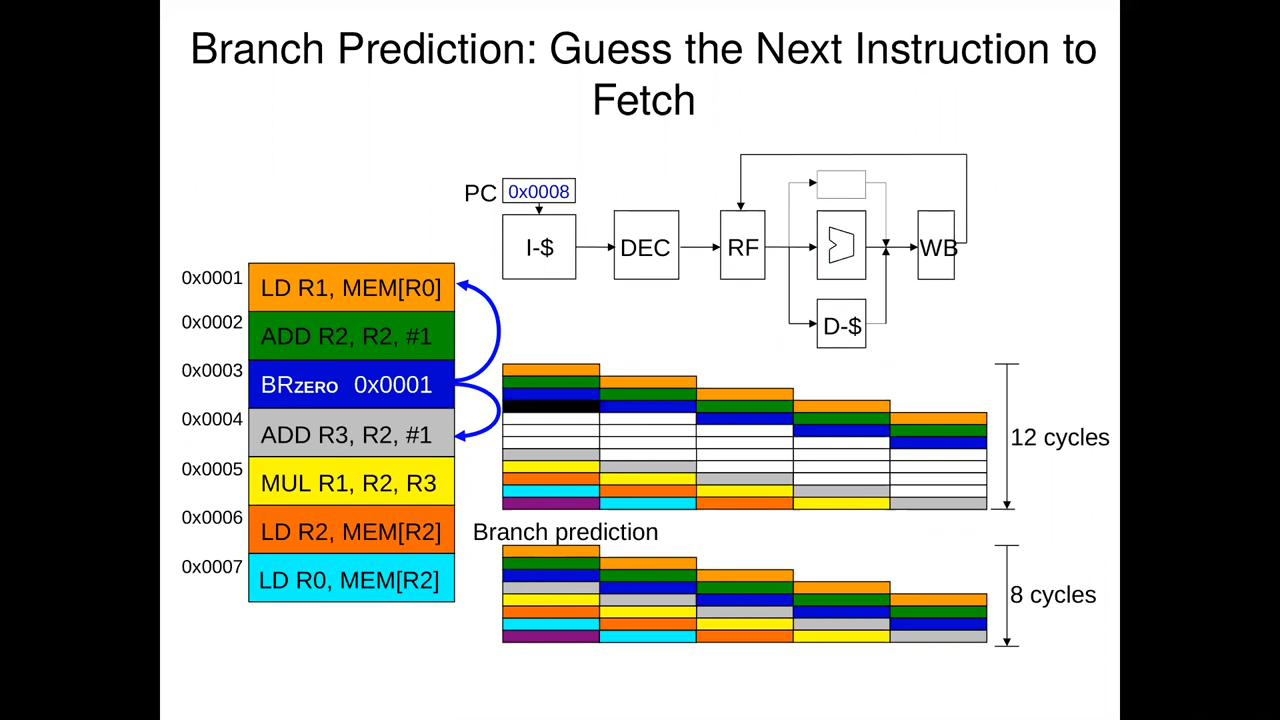 Branch Prediction: Guess the Next Instruction to
Fetch
PC 0x0008
I-$ DEC RF WB
D-$
0x0001 LD R1, MEM[R0]
0x0002 ADD R2, R2, #1
0x0003 BRZERO 0x0001
0x0004 ADD R3, R2, #1
0x0005 MUL R1, R2, R3
0x0006 LD R2, MEM[R2]
0x0007 LD R0, MEM[R2]
12 cycles
Branch prediction
8 cycles